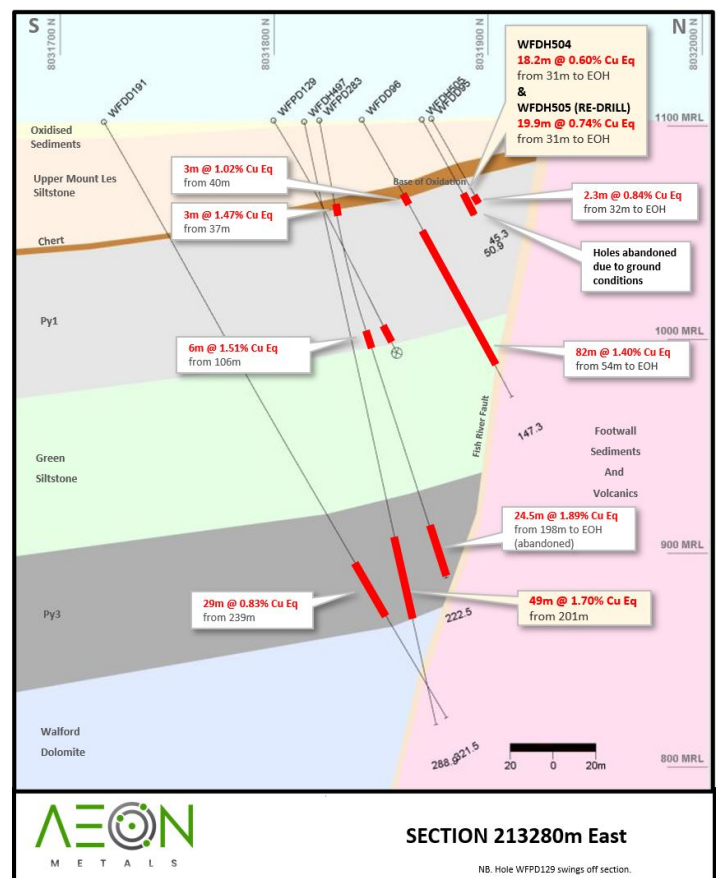 S
8031700 N
8031800 N
8031900 N
N
8032000 N
WFDD191
WFPD129
WFDH497
WFPD283
WFDD96
WFDH505
WFDD95
WFDH504
18.2m @ 0.60% Cu Eq
from 31m to EOH
&
WFDH505 (RE-DRILL)
19.9m @ 0.74% Cu Eq
from 31m to EOH
1100 MRL
Oxidised
Sediments
Upper Mount Les
Siltstone
3m @ 1.02% Cu Eq
from 40m
Base of Oxidation
2.3m @ 0.84% Cu Eq
from 32m to EOH
3m @ 1.47% Cu Eq
from 37m
Chert
45.3
50.9
Holes abandoned
due to ground
conditions
Py1
1000 MRL
6m @ 1.51% Cu Eq
from 106m
82m @ 1.40% Cu Eq
from 54m to EOH
147.3
Fish River Fault
Footwall
Sediments
And
Volcanics
Green
Siltstone
24.5m @ 1.89% Cu Eq
from 198m to EOH
(abandoned)
900 MRL
29m @ 0.83% Cu Eq
from 239m
49m @ 1.70% Cu Eq
from 201m
Py3
222.5
Walford
Dolomite
321.5
20 0 20m
800 MRL
AEON
METALS
SECTION 213280m East
NB. Hole WFPD129 swings off section.